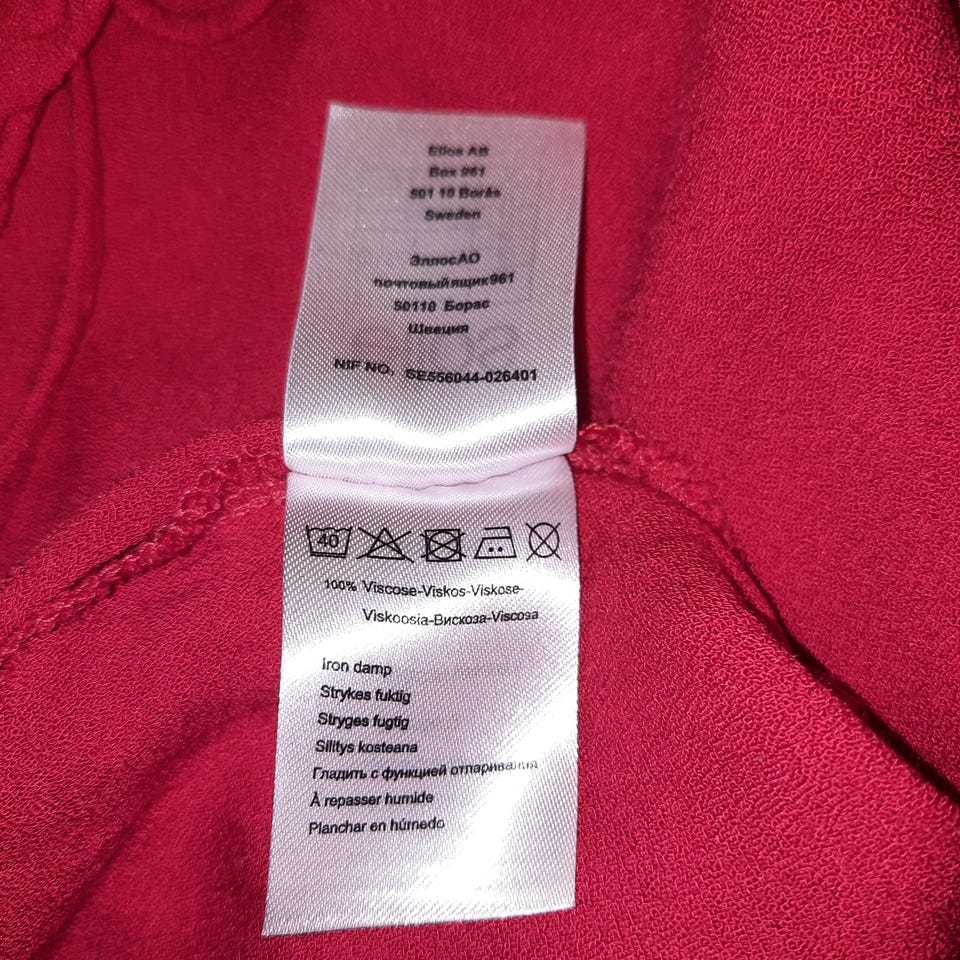 Ellos AB
Box 961
501 10 Borås
Sweden
ЭллосАО
почтовыйящик961
50110 Борас
Швеция
NIF NO. SE556044-026401
40
100% Viscose-Viskos-Viskose-
Viskoosia-Вискоза-Viscosa
Iron damp
Strykes fuktig
Stryges fugtig
Silitys kosteana
Гладить с функцией отпаривания
À repasser humide
Planchar en húmedo